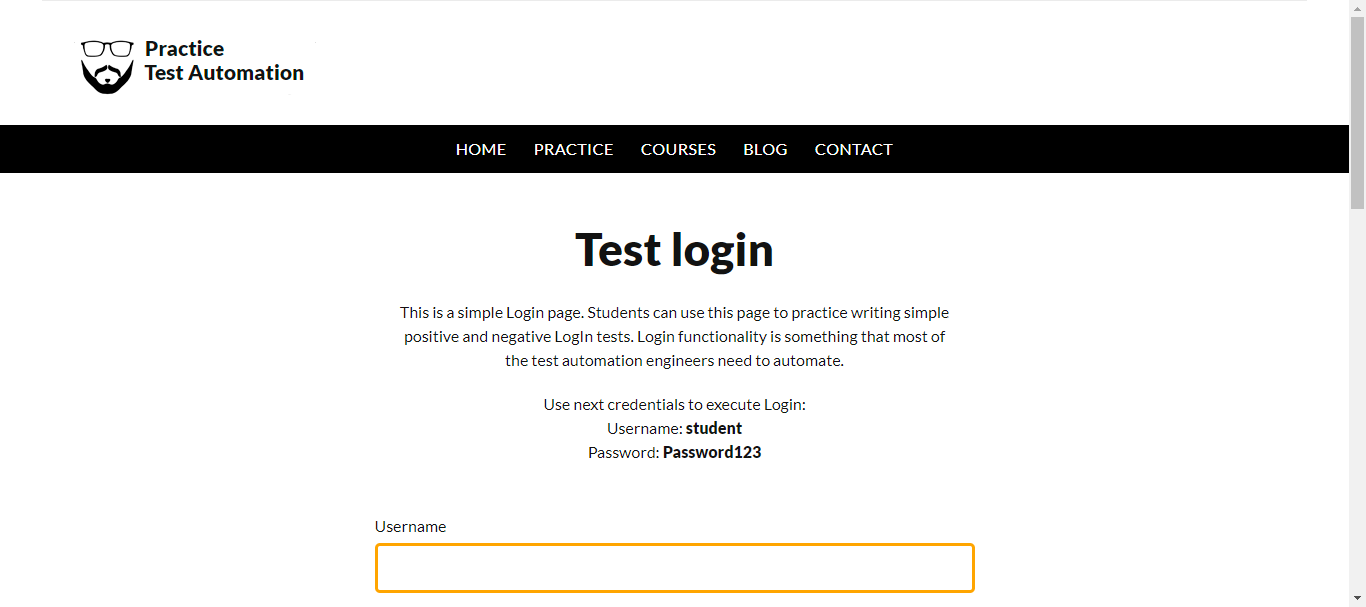 Practice
Test Automation
HOME PRACTICE COURSES BLOG CONTACT
Test login
This is a simple Login page. Students can use this page to practice writing simple
positive and negative LogIn tests. Login functionality is something that most of
the test automation engineers need to automate.
Use next credentials to execute Login:
Username: student
Password: Password123
Username